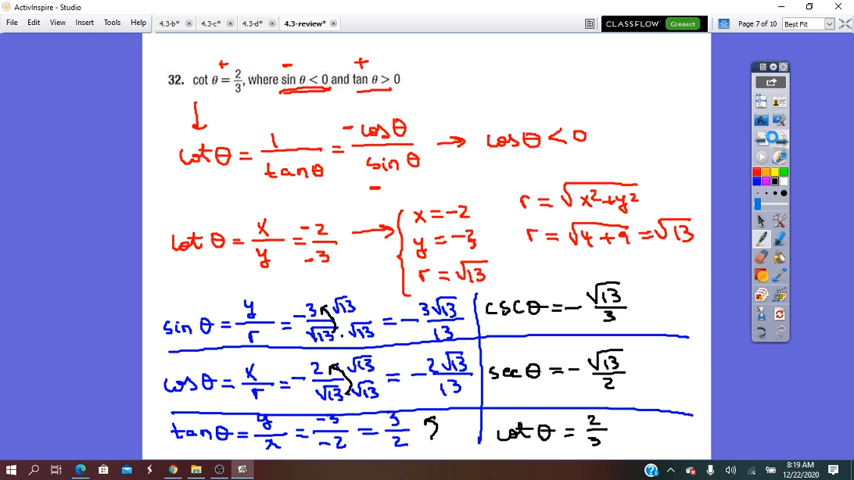 ActivInspire - Studio
File Edit View Insert Tools Help 4.3-b* 4.3-c* 4.3-d* 4.3-review* CLASSFLOW Connect Page 7 of 10 Best Fit
+ - +
32. cot θ = 2/3, where sin θ < 0 and tan θ > 0
cot θ = 1/tan θ = -cos θ/sin θ → cos θ < 0
-
r = √x²+y²
cot θ = x/y = -2/-3 → { x = -2
y = -3 r = √4+9 = √13
r = √13
sin θ = y/r = -3/√13 · √13/√13 = -3√13/13
csc θ = -√13/3
cos θ = x/r = -2/√13 √13/√13 = -2√13/13
sec θ = -√13/2
tan θ = y/x = -3/-2 = 3/2
cot θ = 2/3
8:19 AM
12/22/2020